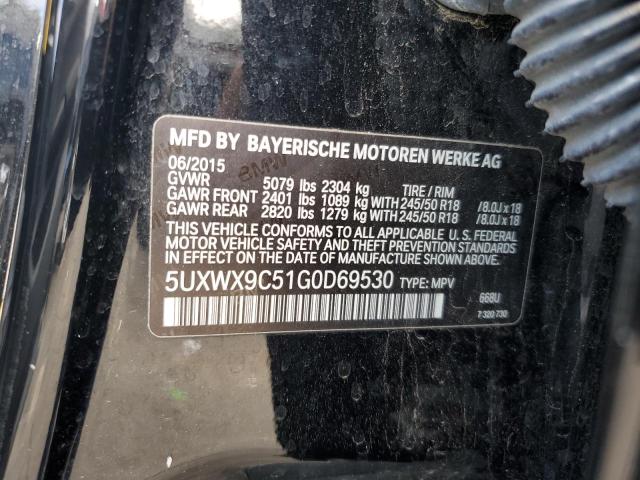 MFD BY BAYERISCHE MOTOREN WERKE AG
06/2015
GVWR 5079 lbs 2304 kg TIRE / RIM
GAWR FRONT 2401 lbs 1089 kg WITH 245/50 R18 /8.0J x 18
GAWR REAR 2820 lbs 1279 kg WITH 245/50 R18 /8.0J x 18
THIS VEHICLE CONFORMS TO ALL APPLICABLE U. S. FEDERAL
MOTOR VEHICLE SAFETY AND THEFT PREVENTION STANDARDS
IN EFFECT ON THE DATE OF MANUFACTURE SHOWN ABOVE.
5UXWX9C51G0D69530 TYPE: MPV
G68U
7 320 730